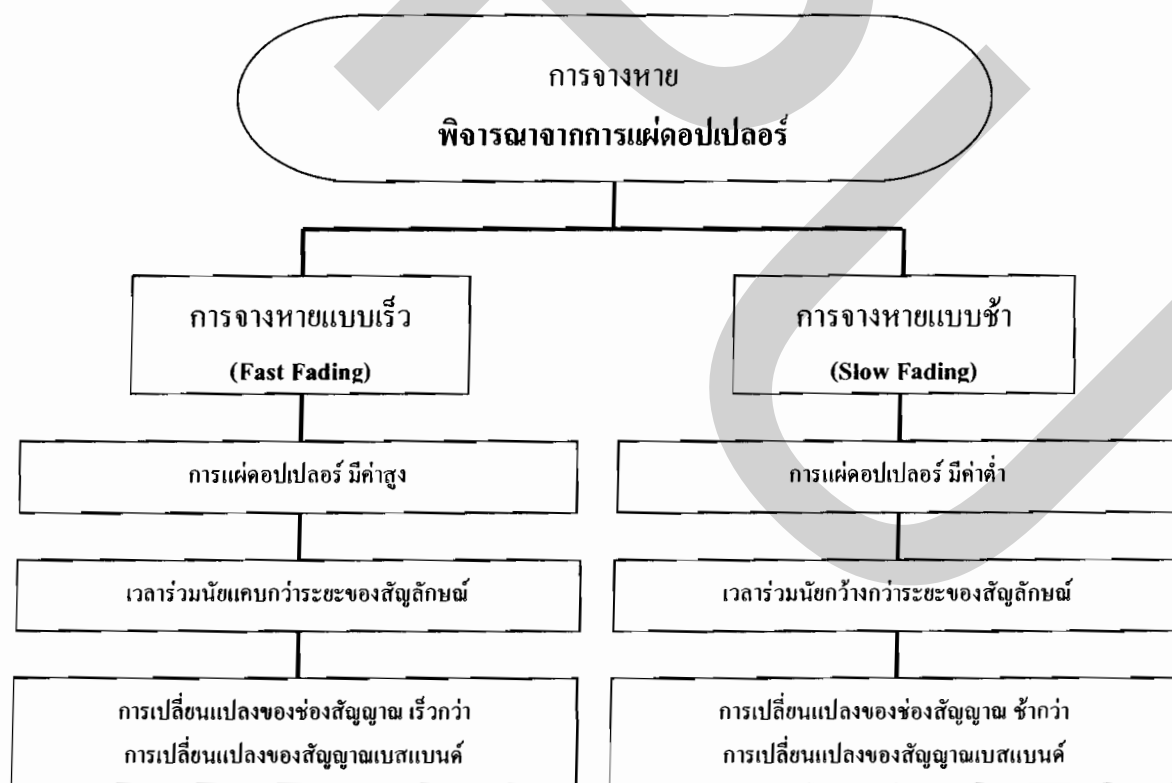 การจางหาย
พิจารณาจากการแผ่ดอปเปลอร์
การจางหายแบบเร็ว
(Fast Fading)
การแผ่ดอปเปลอร์ มีค่าสูง
เวลาร่วมนัยแคบกว่าระยะของสัญลักษณ์
การเปลี่ยนแปลงของช่องสัญญาณ เร็วกว่า
การเปลี่ยนแปลงของสัญญาณเบสแบนด์
การจางหายแบบช้า
(Slow Fading)
การแผ่ดอปเปลอร์ มีค่าต่ำ
เวลาร่วมนัยกว้างกว่าระยะของสัญลักษณ์
การเปลี่ยนแปลงของช่องสัญญาณ ช้ากว่า
การเปลี่ยนแปลงของสัญญาณเบสแบนด์